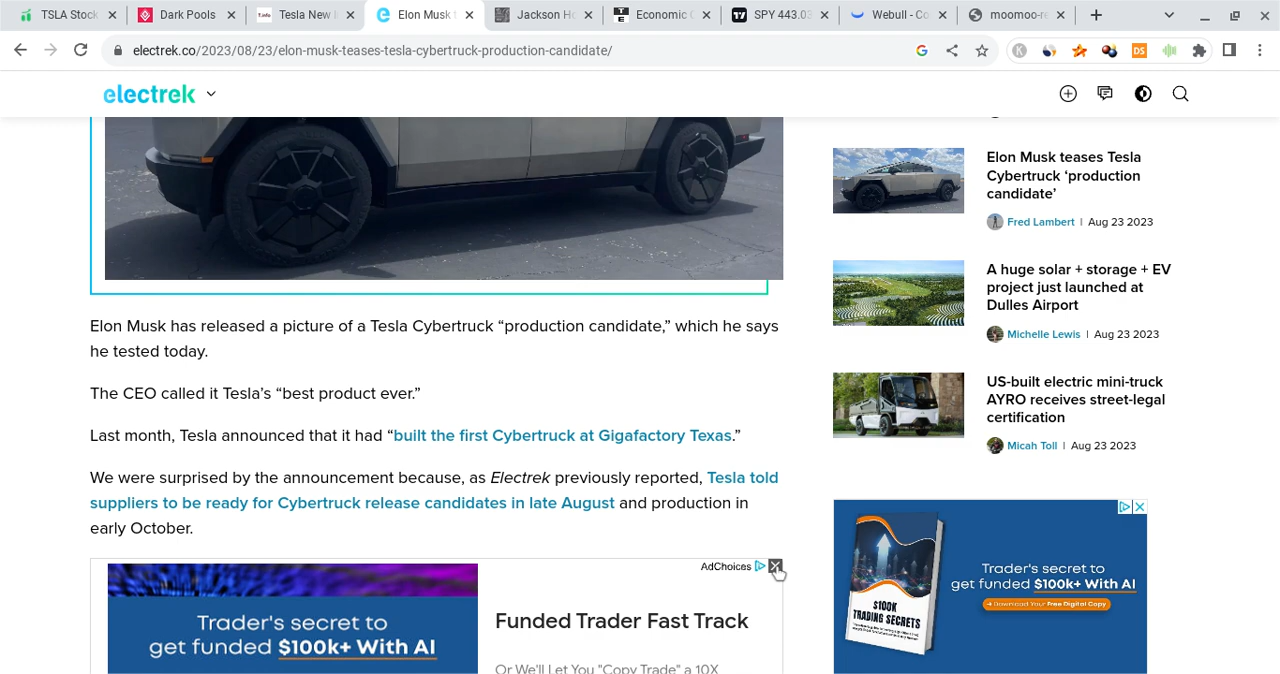 TSLA Stock
Dark Pools
Tesla New
Elon Musk
Jackson H
Economic
SPY 443.03
Webull - Co
moomoo-re
electrek.co/2023/08/23/elon-musk-teases-tesla-cybertruck-production-candidate/
electrek
Elon Musk has released a picture of a Tesla Cybertruck “production candidate,” which he says
he tested today.
The CEO called it Tesla’s “best product ever.”
Last month, Tesla announced that it had “built the first Cybertruck at Gigafactory Texas.”
We were surprised by the announcement because, as Electrek previously reported, Tesla told
suppliers to be ready for Cybertruck release candidates in late August and production in
early October.
AdChoices
Trader's secret to
get funded $100k+ With AI
Funded Trader Fast Track
Or We'll Let You "Copy Trade" a 10X
Elon Musk teases Tesla
Cybertruck ‘production
candidate’
Fred Lambert | Aug 23 2023
A huge solar + storage + EV
project just launched at
Dulles Airport
Michelle Lewis | Aug 23 2023
US-built electric mini-truck
AYRO receives street-legal
certification
Micah Toll | Aug 23 2023
$100K
TRADING SECRETS
Trader's secret to
get funded $100k+ With AI
Download Your Free Digital Copy